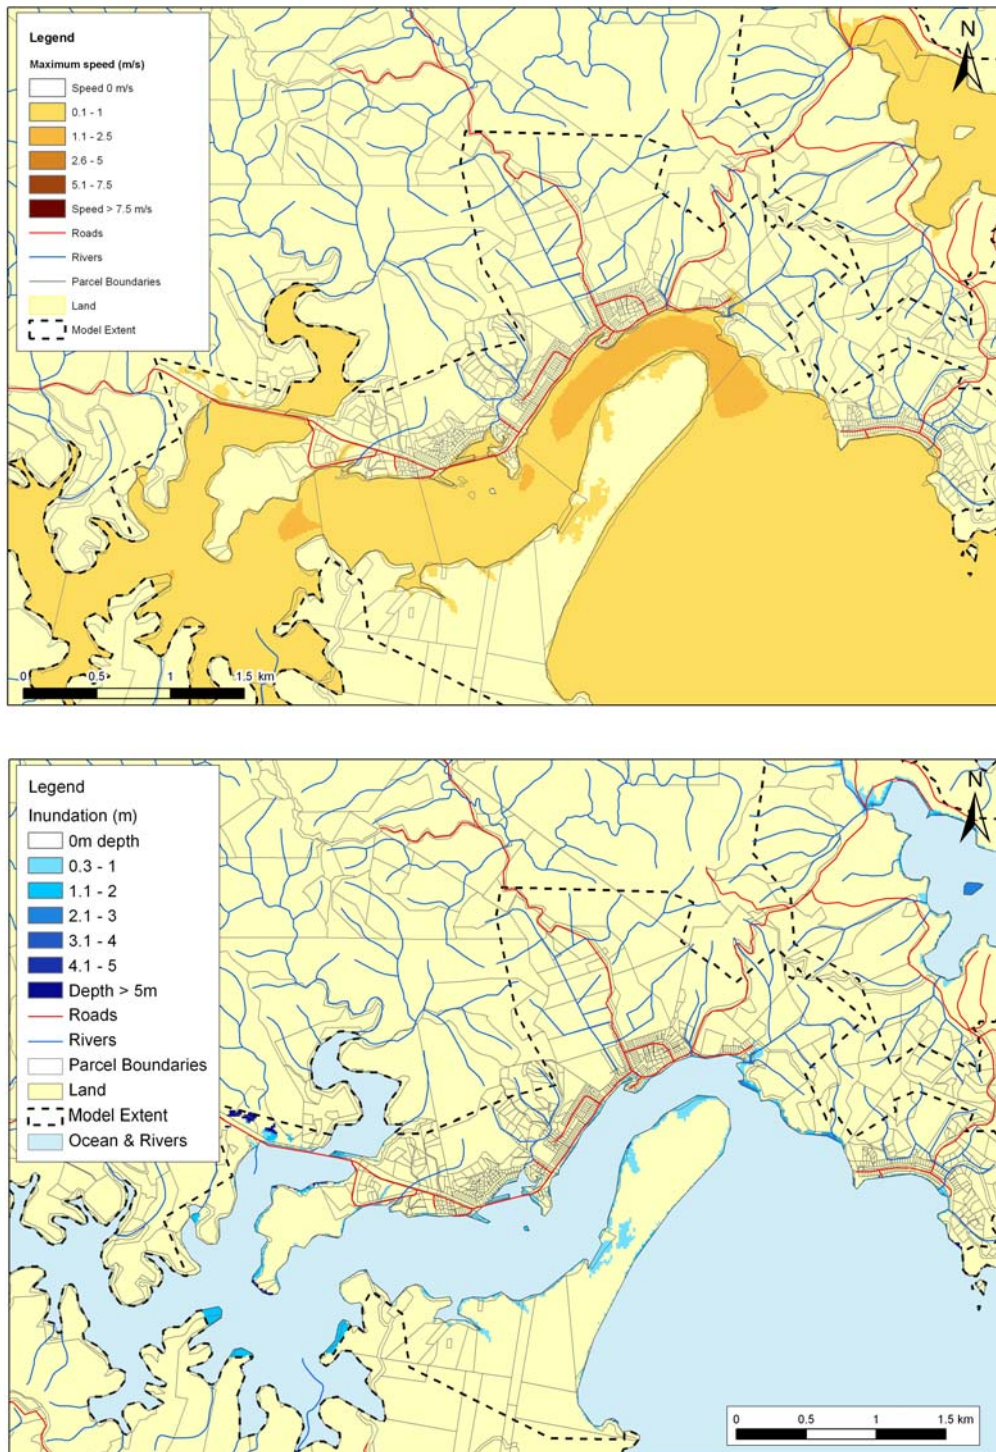 Legend
Maximum speed (m/s)
Speed 0 m/s
0.1 - 1
1.1 - 2.5
2.6 - 5
5.1 - 7.5
Speed > 7.5 m/s
Roads
Rivers
Parcel Boundaries
Land
Model Extent
N
0 0.5 1 1.5 km
Legend
Inundation (m)
0m depth
0.3 - 1
1.1 - 2
2.1 - 3
3.1 - 4
4.1 - 5
Depth > 5m
Roads
Rivers
Parcel Boundaries
Land
Model Extent
Ocean & Rivers
N
0 0.5 1 1.5 km